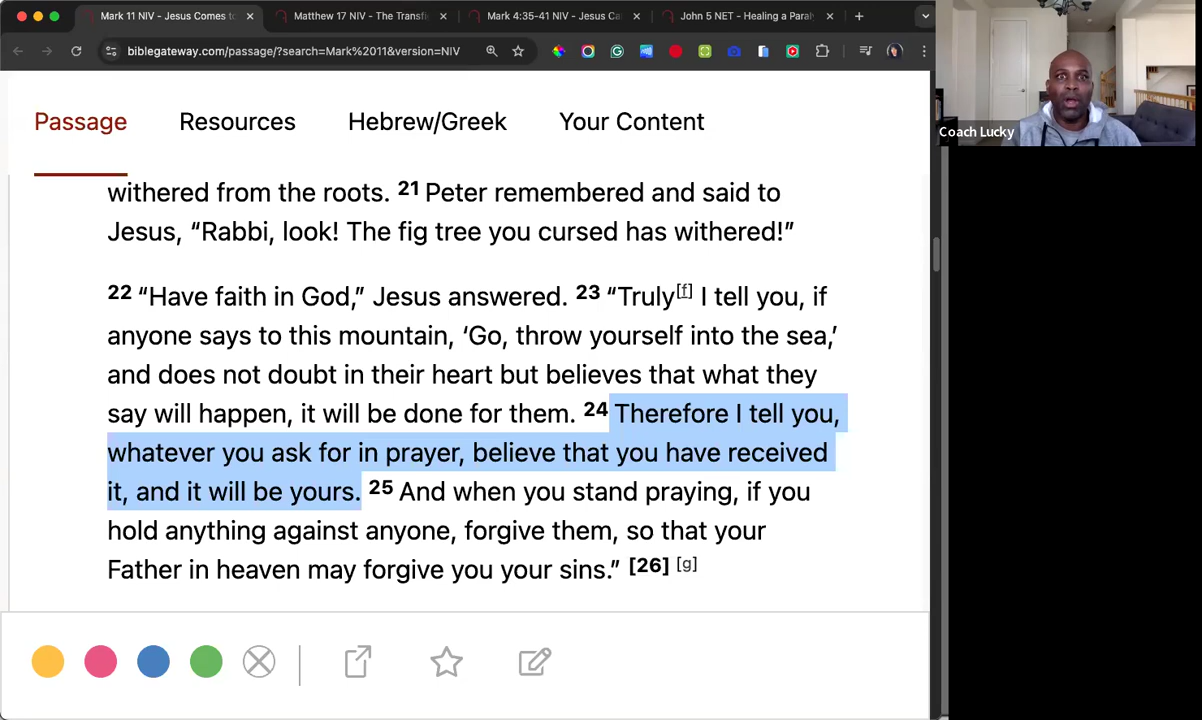 Mark 11 NIV - Jesus Comes to
Matthew 17 NIV - The Transfi
Mark 4:35-41 NIV - Jesus Ca
John 5 NET - Healing a Paral
biblegateway.com/passage/?search=Mark%2011&version=NIV
Coach Lucky
Passage
Resources
Hebrew/Greek
Your Content
withered from the roots. 21 Peter remembered and said to
Jesus, “Rabbi, look! The fig tree you cursed has withered!”
22 “Have faith in God,” Jesus answered. 23 “Truly[f] I tell you, if
anyone says to this mountain, ‘Go, throw yourself into the sea,’
and does not doubt in their heart but believes that what they
say will happen, it will be done for them. 24 Therefore I tell you,
whatever you ask for in prayer, believe that you have received
it, and it will be yours. 25 And when you stand praying, if you
hold anything against anyone, forgive them, so that your
Father in heaven may forgive you your sins.” [26] [g]